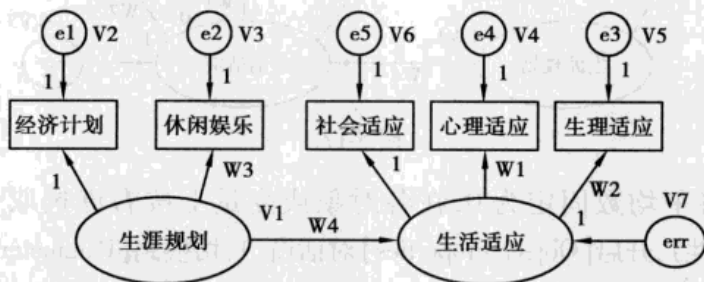 e1 V2 e2 V3 e5 V6 e4 V4 e3 V5
1 1 1 1 1
经济计划 休闲娱乐 社会适应 心理适应 生理适应
1 W3 1 W1 W2 V7
V1 W4 1
生涯规划 生活适应 err